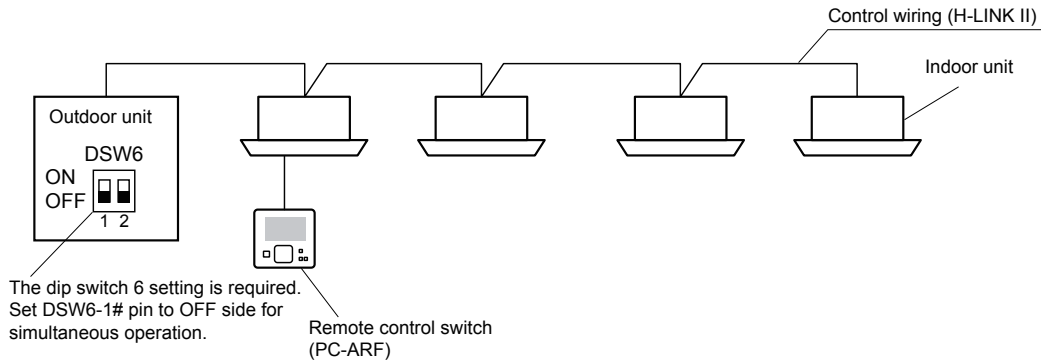 Control wiring (H-LINK II)
Indoor unit
Outdoor unit
DSW6
ON
OFF
1 2
The dip switch 6 setting is required.
Set DSW6-1# pin to OFF side for
simultaneous operation.
Remote control switch
(PC-ARF)